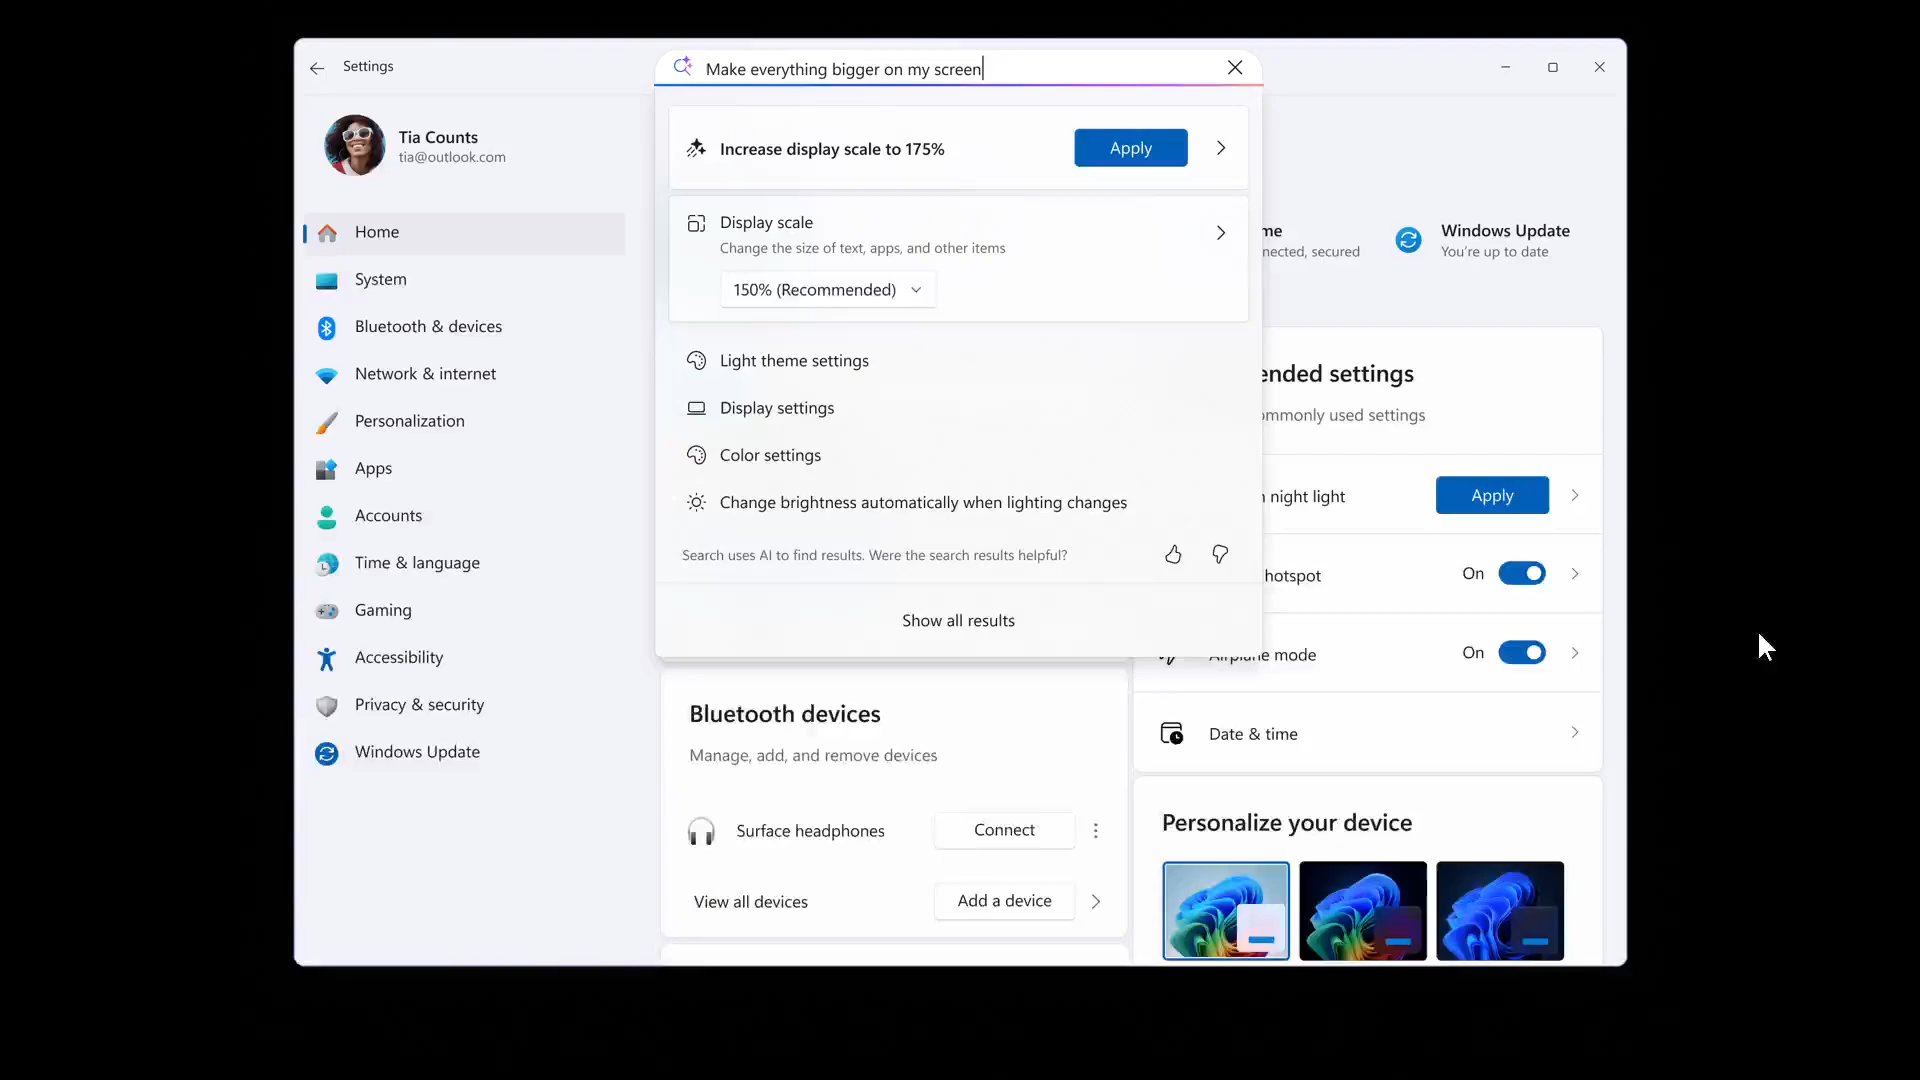 Settings
Make everything bigger on my screen
Tia Counts
tia@outlook.com
Home
System
Bluetooth & devices
Network & internet
Personalization
Apps
Accounts
Time & language
Gaming
Accessibility
Privacy & security
Windows Update
Increase display scale to 175%
Apply
Display scale
Change the size of text, apps, and other items
150% (Recommended)
Light theme settings
Display settings
Color settings
Change brightness automatically when lighting changes
Search uses AI to find results. Were the search results helpful?
Show all results
Windows Update
secured
You're up to date
settings
used settings
night light
Apply
hotspot
On
Airplane mode
On
Date & time
Bluetooth devices
Manage, add, and remove devices
Surface headphones
Connect
View all devices
Add a device
Personalize your device